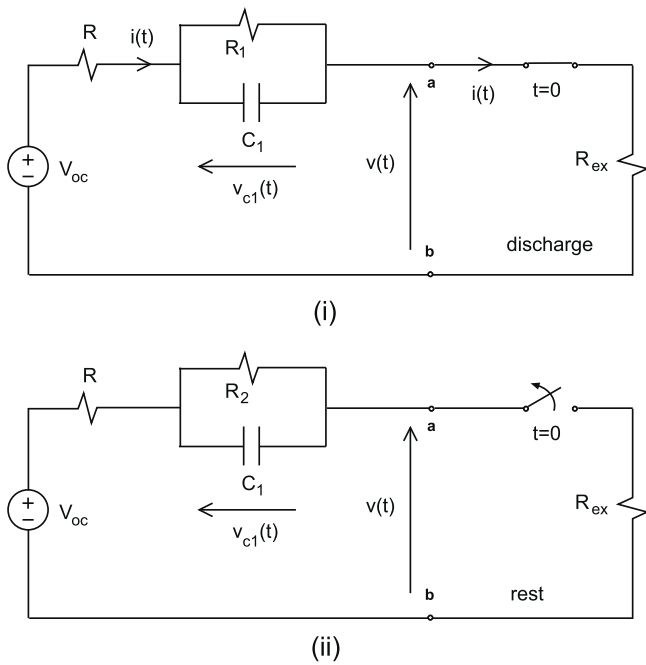 R
i(t)
R1
C1
vc1(t)
+
−
Voc
a
i(t)
t=0
v(t)
Rex
b
discharge
(i)
R
R2
C1
vc1(t)
+
−
Voc
a
t=0
v(t)
Rex
b
rest
(ii)